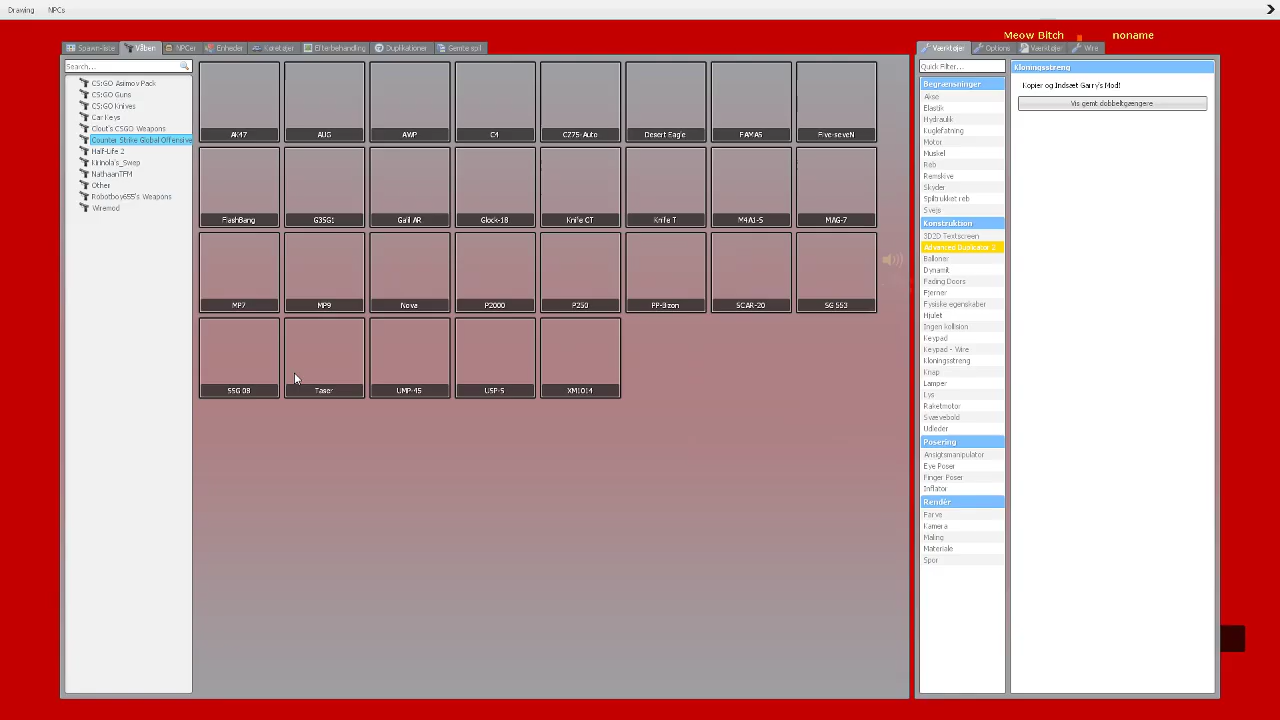 Drawing NPCs
Meow Bitch noname
Spawn-liste Våben NPCer Enheder Køretøjer Efterbehandling Duplikationer Gemte spil
Search...
CS:GO Asimov Pack
CS:GO Guns
CS:GO Knives
Car Keys
Clout's CSGO Weapons
Counter Strike Global Offensive
Half-Life 2
Kirinola's_Swep
NathaanTFM
Other
Robotboy655's Weapons
Wiremod
AK47 AUG AWP C4 CZ75-Auto Desert Eagle FAMAS Five-seveN
FlashBang G3SG1 Galil AR Glock-18 Knife CT Knife T M4A1-S MAG-7
MP7 MP9 Nova P2000 P250 PP-Bizon SCAR-20 SG 553
SSG 08 Taser UMP-45 USP-S XM1014
Værktøjer Options Værktøjer Wire
Quick Filter...
Begrænsninger
Akse
Elastik
Hydraulik
Kuglefatning
Motor
Muskel
Reb
Remskive
Skyder
Spiltrukket reb
Svejs
Konstruktion
3D2D Textscreen
Advanced Duplicator 2
Balloner
Dynamit
Fading Doors
Fjerner
Fysiske egenskaber
Hjulet
Ingen kollision
Keypad
Keypad - Wire
Kloningsstreng
Knap
Lamper
Lys
Raketmotor
Svævebold
Udleder
Posering
Ansigtsmanipulator
Eye Poser
Finger Poser
Inflator
Rendér
Farve
Kamera
Maling
Materiale
Spor
Kloningsstreng
Kopier og Indsæt Garry's Mod!
Vis gemt dobbeltgængere